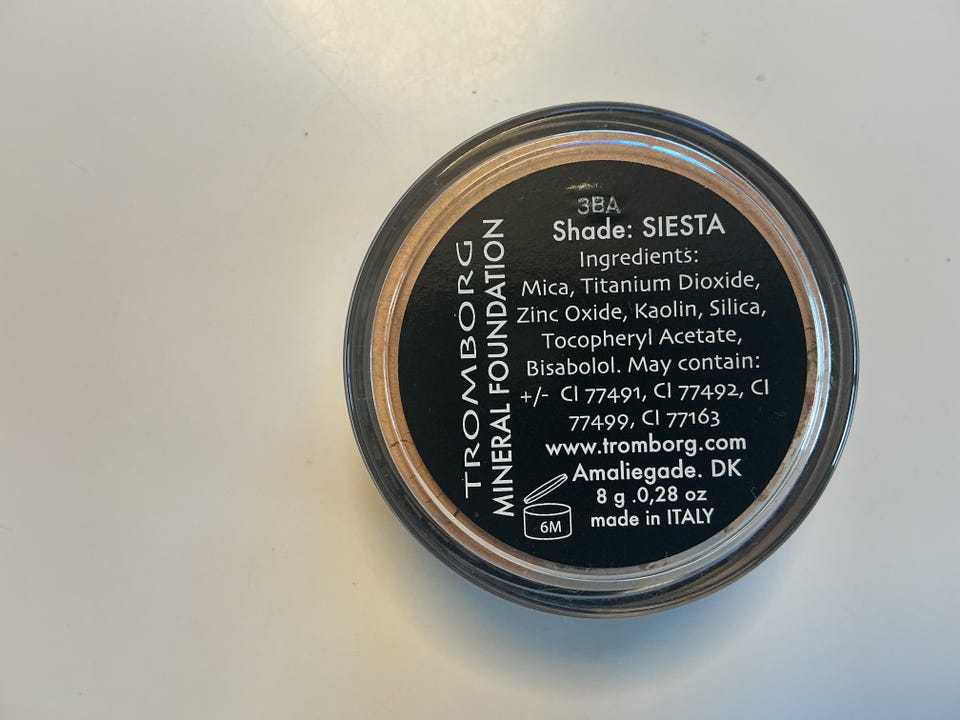 TROMBORG
MINERAL FOUNDATION
3BA
Shade: SIESTA
Ingredients:
Mica, Titanium Dioxide,
Zinc Oxide, Kaolin, Silica,
Tocopheryl Acetate,
Bisabolol. May contain:
+/- CI 77491, CI 77492, CI
77499, CI 77163
www.tromborg.com
Amaliegade. DK
8 g .0,28 oz
made in ITALY
6M